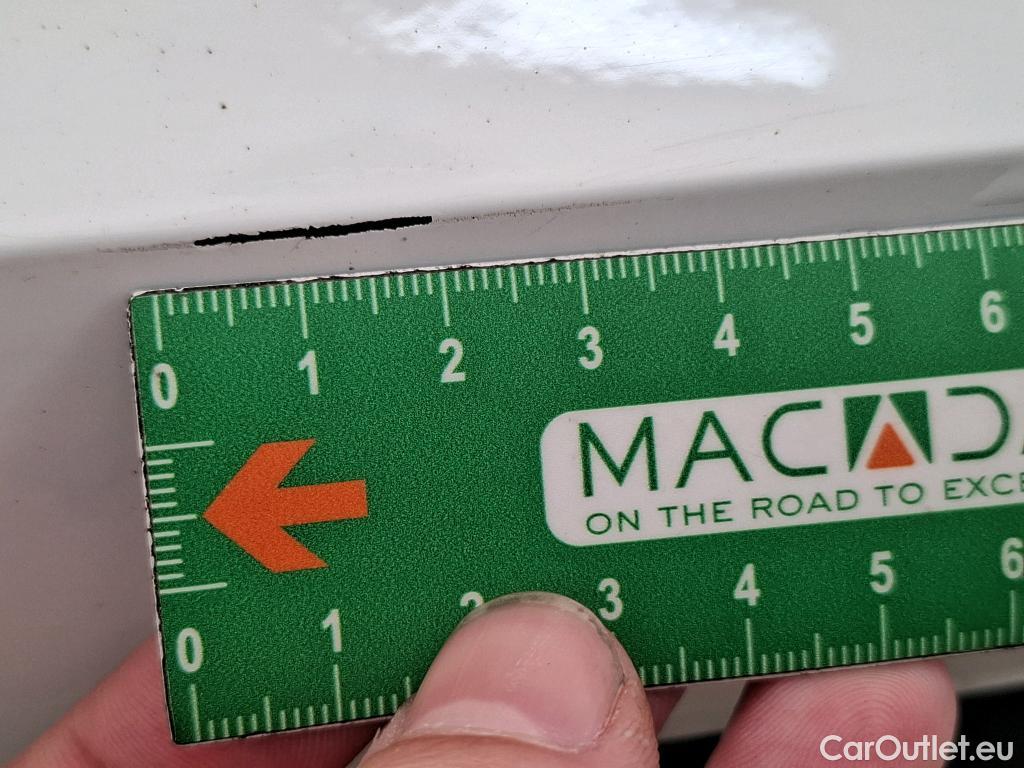 0 1 2 3 4 5 6
MAC
ON THE ROAD TO EXCE
0 1 2 3 4 5 6
CarOutlet.eu